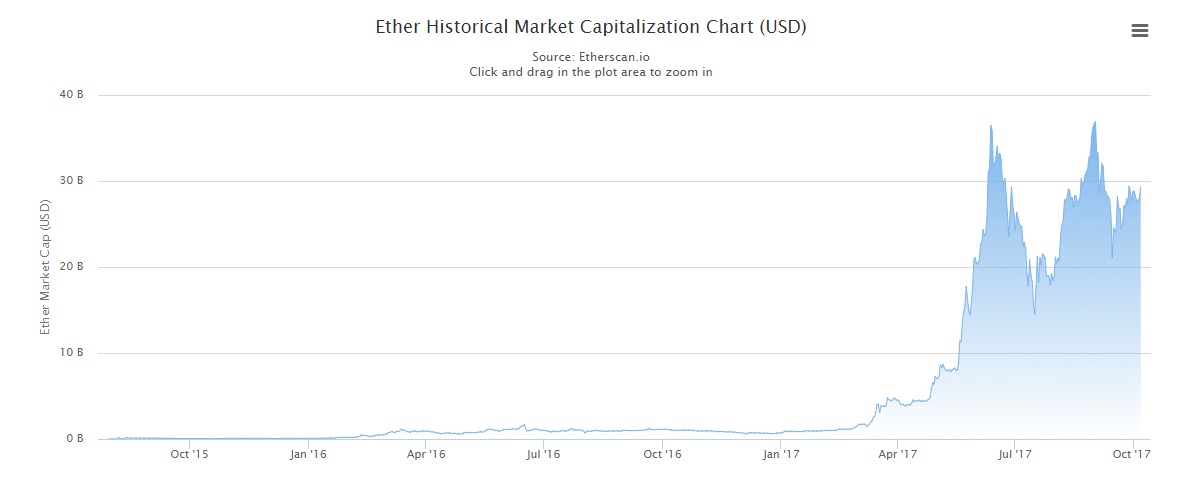 Ether Historical Market Capitalization Chart (USD)
Source: Etherscan.io
Click and drag in the plot area to zoom in
Ether Market Cap (USD)
40 B
30 B
20 B
10 B
0 B
Oct '15 Jan '16 Apr '16 Jul '16 Oct '16 Jan '17 Apr '17 Jul '17 Oct '17